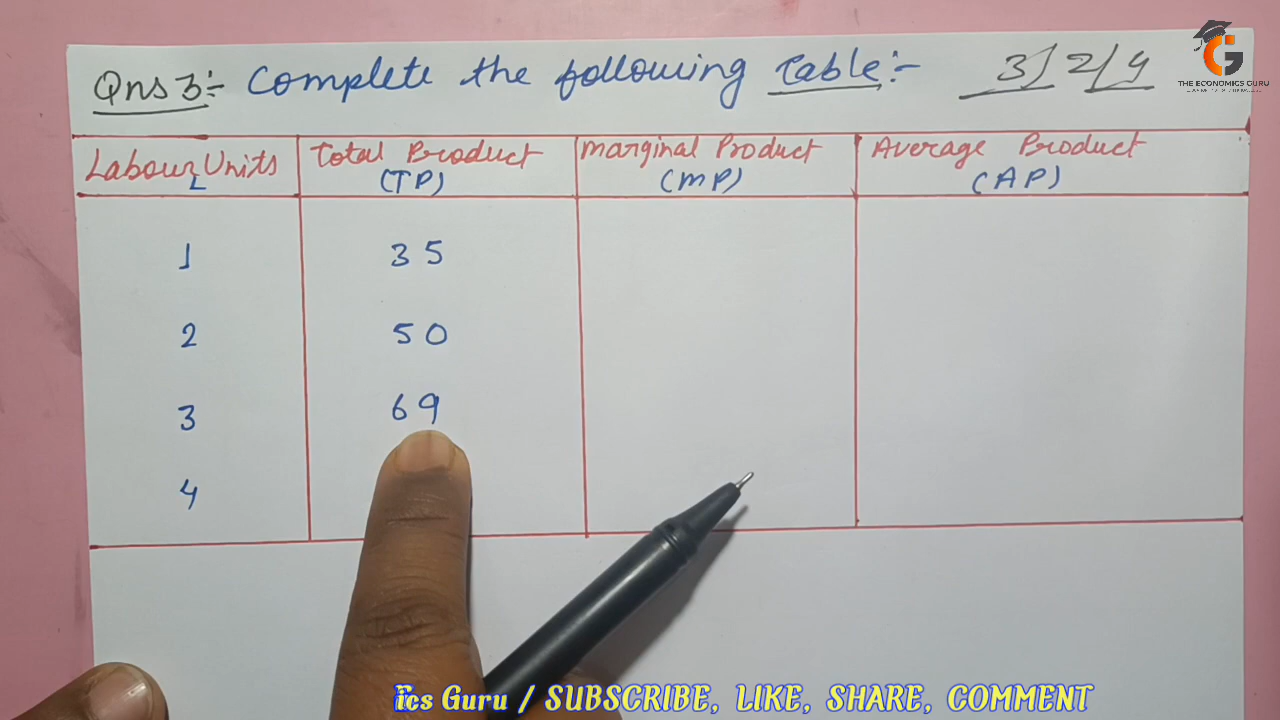 Qns 3:- Complete the following Table:- 3/2/4
THE ECONOMICS GURU
Labour Units Total Product Marginal Product Average Product
L (TP) (MP) (AP)
1 35
2 50
3 69
4
ics Guru / SUBSCRIBE, LIKE, SHARE, COMMENT